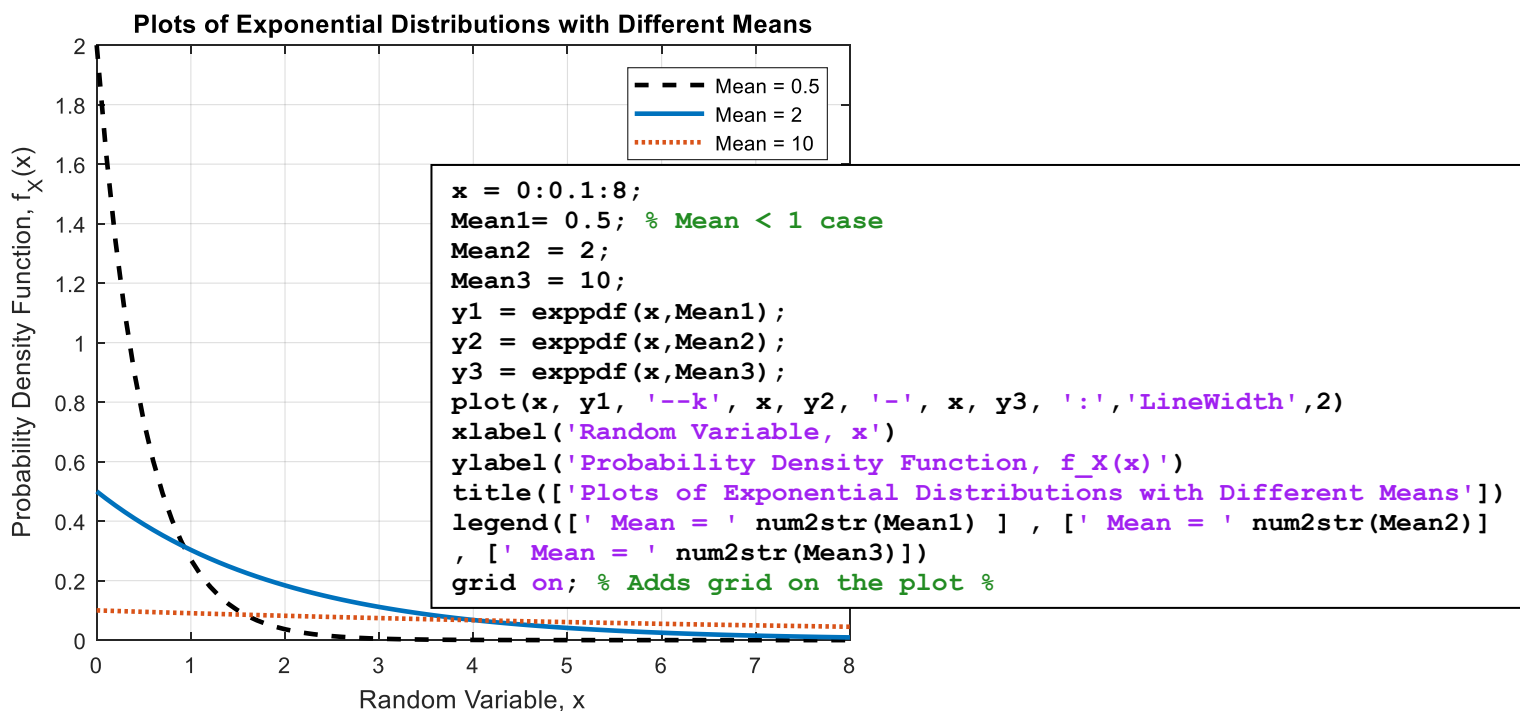 Plots of Exponential Distributions with Different Means
Probability Density Function, f_X(x)
2
1.8
1.6
1.4
1.2
1
0.8
0.6
0.4
0.2
0
Mean = 0.5
Mean = 2
Mean = 10
x = 0:0.1:8;
Mean1= 0.5; % Mean < 1 case
Mean2 = 2;
Mean3 = 10;
y1 = exppdf(x,Mean1);
y2 = exppdf(x,Mean2);
y3 = exppdf(x,Mean3);
plot(x, y1, '--k', x, y2, '-', x, y3, ':','LineWidth',2)
xlabel('Random Variable, x')
ylabel('Probability Density Function, f_X(x)')
title(['Plots of Exponential Distributions with Different Means'])
legend([' Mean = ' num2str(Mean1) ] , [' Mean = ' num2str(Mean2)]
, [' Mean = ' num2str(Mean3)])
grid on; % Adds grid on the plot %
0 1 2 3 4 5 6 7 8
Random Variable, x